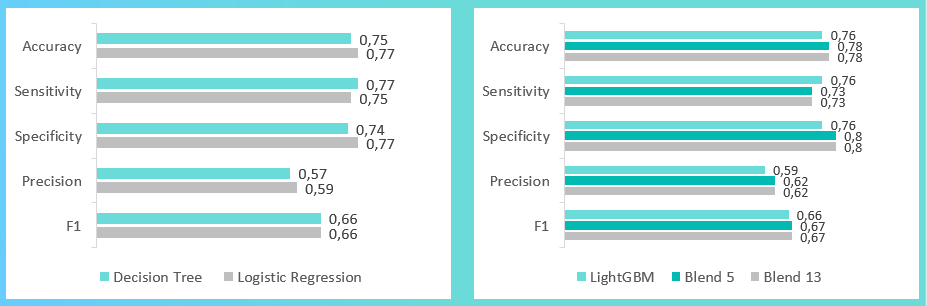 Accuracy
0,75
0,77
Sensitivity
0,77
0,75
Specificity
0,74
0,77
Precision
0,57
0,59
F1
0,66
0,66
Decision Tree
Logistic Regression
Accuracy
0,76
0,78
0,78
Sensitivity
0,76
0,73
0,73
Specificity
0,76
0,8
0,8
Precision
0,59
0,62
0,62
F1
0,66
0,67
0,67
LightGBM
Blend 5
Blend 13